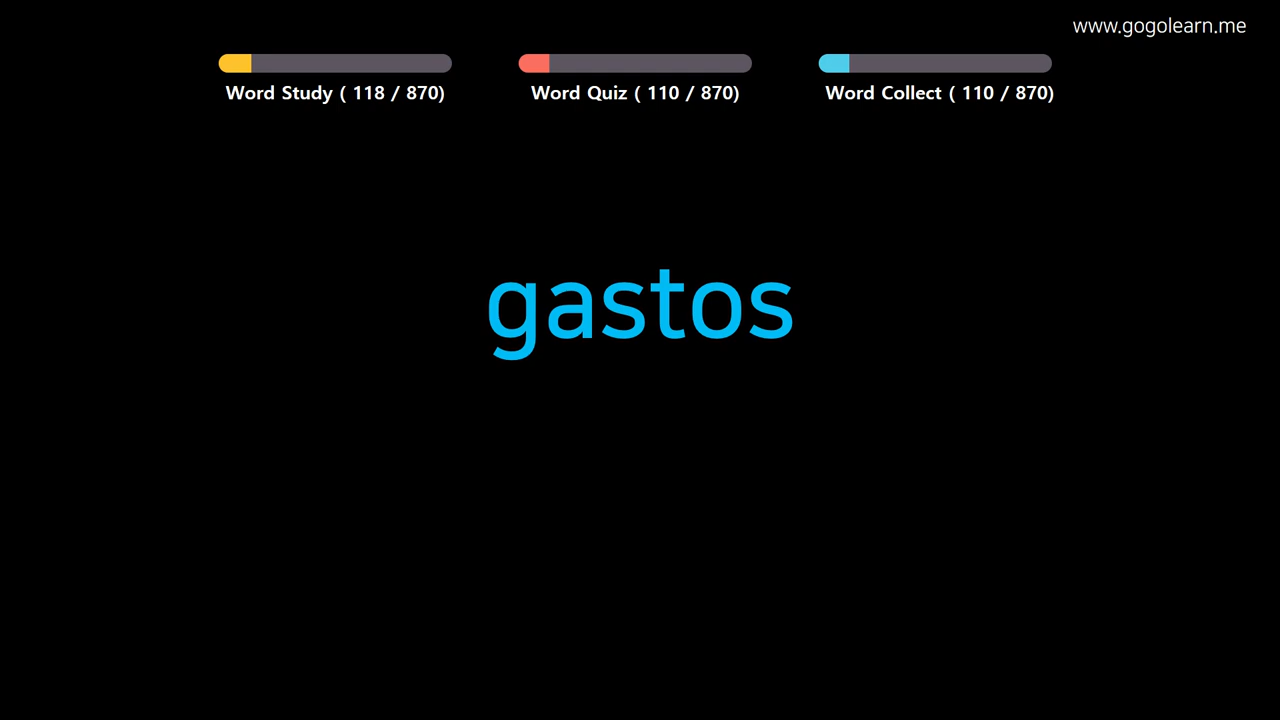 www.gogolearn.me
Word Study ( 118 / 870)
Word Quiz ( 110 / 870)
Word Collect ( 110 / 870)
gastos